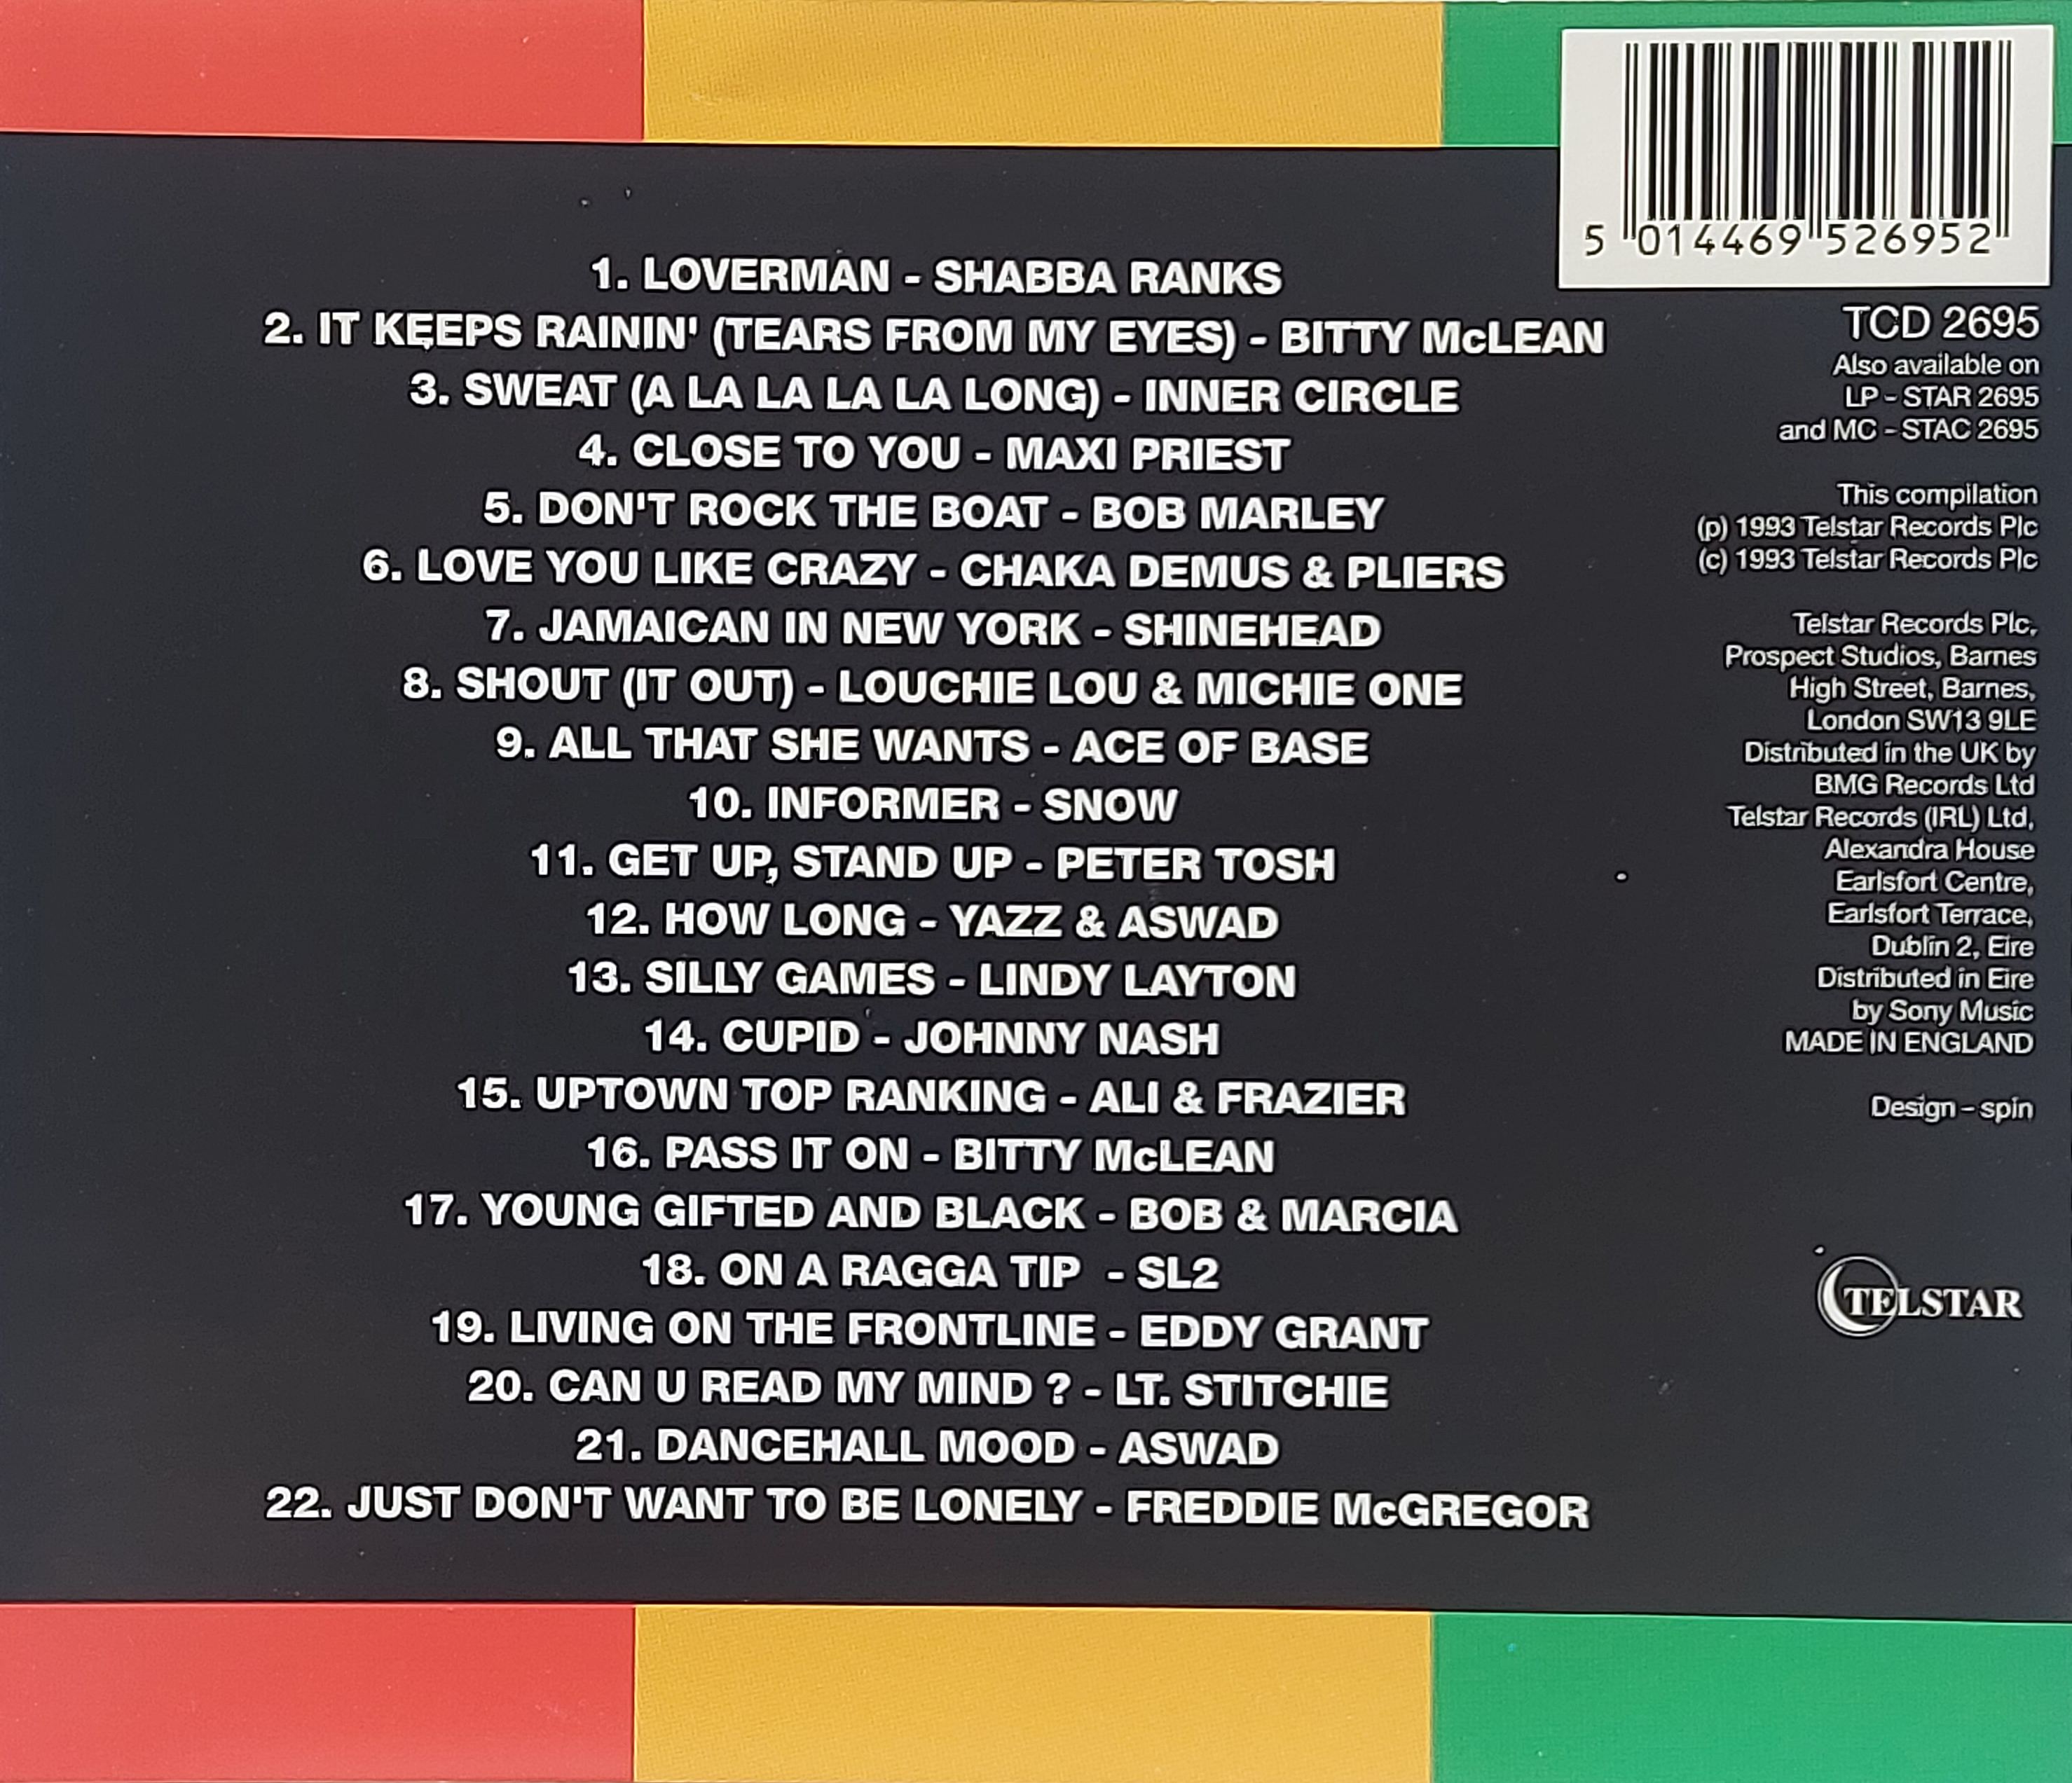 5 014469 526952
1. LOVERMAN - SHABBA RANKS
2. IT KEEPS RAININ' (TEARS FROM MY EYES) - BITTY McLEAN
3. SWEAT (A LA LA LA LA LONG) - INNER CIRCLE
4. CLOSE TO YOU - MAXI PRIEST
5. DON'T ROCK THE BOAT - BOB MARLEY
6. LOVE YOU LIKE CRAZY - CHAKA DEMUS & PLIERS
7. JAMAICAN IN NEW YORK - SHINEHEAD
8. SHOUT (IT OUT) - LOUCHIE LOU & MICHIE ONE
9. ALL THAT SHE WANTS - ACE OF BASE
10. INFORMER - SNOW
11. GET UP, STAND UP - PETER TOSH
12. HOW LONG - YAZZ & ASWAD
13. SILLY GAMES - LINDY LAYTON
14. CUPID - JOHNNY NASH
15. UPTOWN TOP RANKING - ALI & FRAZIER
16. PASS IT ON - BITTY McLEAN
17. YOUNG GIFTED AND BLACK - BOB & MARCIA
18. ON A RAGGA TIP - SL2
19. LIVING ON THE FRONTLINE - EDDY GRANT
20. CAN U READ MY MIND ? - LT. STITCHIE
21. DANCEHALL MOOD - ASWAD
22. JUST DON'T WANT TO BE LONELY - FREDDIE McGREGOR
TCD 2695
Also available on
LP - STAR 2695
and MC - STAC 2695
This compilation
(p) 1993 Telstar Records Plc
(c) 1993 Telstar Records Plc
Telstar Records Plc,
Prospect Studios, Barnes
High Street, Barnes,
London SW13 9LE
Distributed in the UK by
BMG Records Ltd
Telstar Records (IRL) Ltd,
Alexandra House
Earlsfort Centre,
Earlsfort Terrace,
Dublin 2, Eire
Distributed in Eire
by Sony Music
MADE IN ENGLAND
Design - spin
TELSTAR